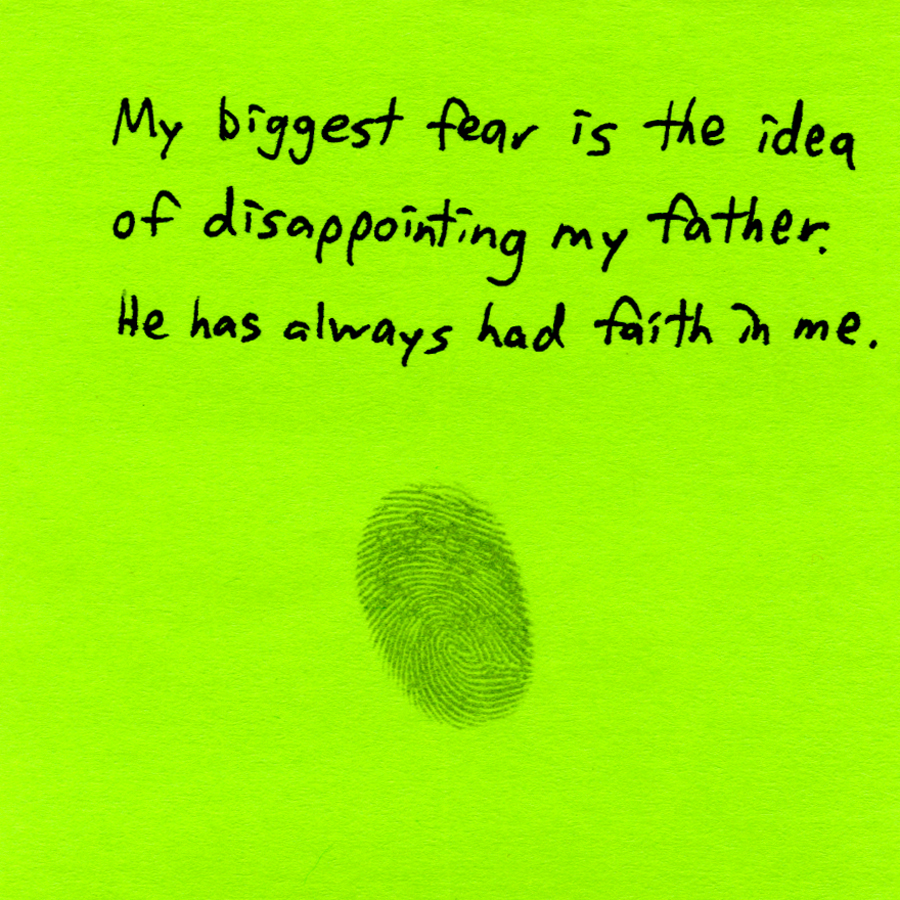 My biggest fear is the idea
of disappointing my father.
He has always had faith in me.